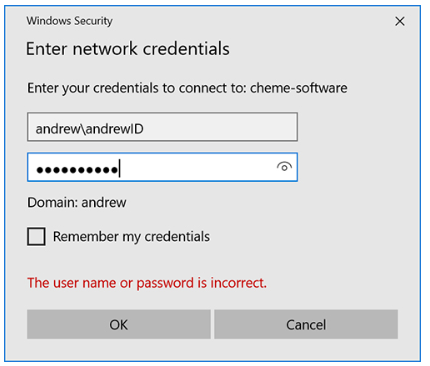 Windows Security
Enter network credentials
Enter your credentials to connect to: cheme-software
andrew\andrewID
●●●●●●●●●●
Domain: andrew
Remember my credentials
The user name or password is incorrect.
OK
Cancel